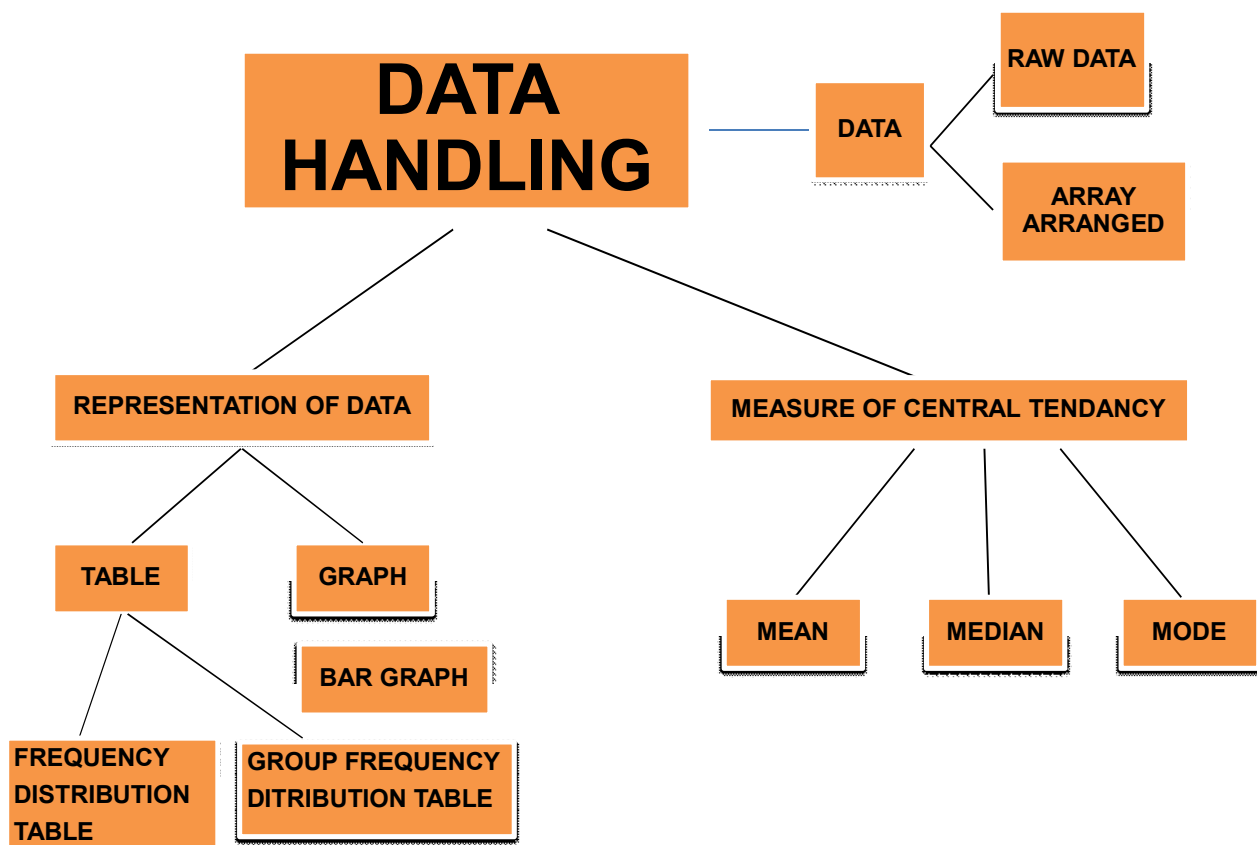 DATA
HANDLING
DATA
RAW DATA
ARRAY
ARRANGED
REPRESENTATION OF DATA
MEASURE OF CENTRAL TENDANCY
TABLE
GRAPH
BAR GRAPH
FREQUENCY
DISTRIBUTION
TABLE
GROUP FREQUENCY
DITRIBUTION TABLE
MEAN
MEDIAN
MODE